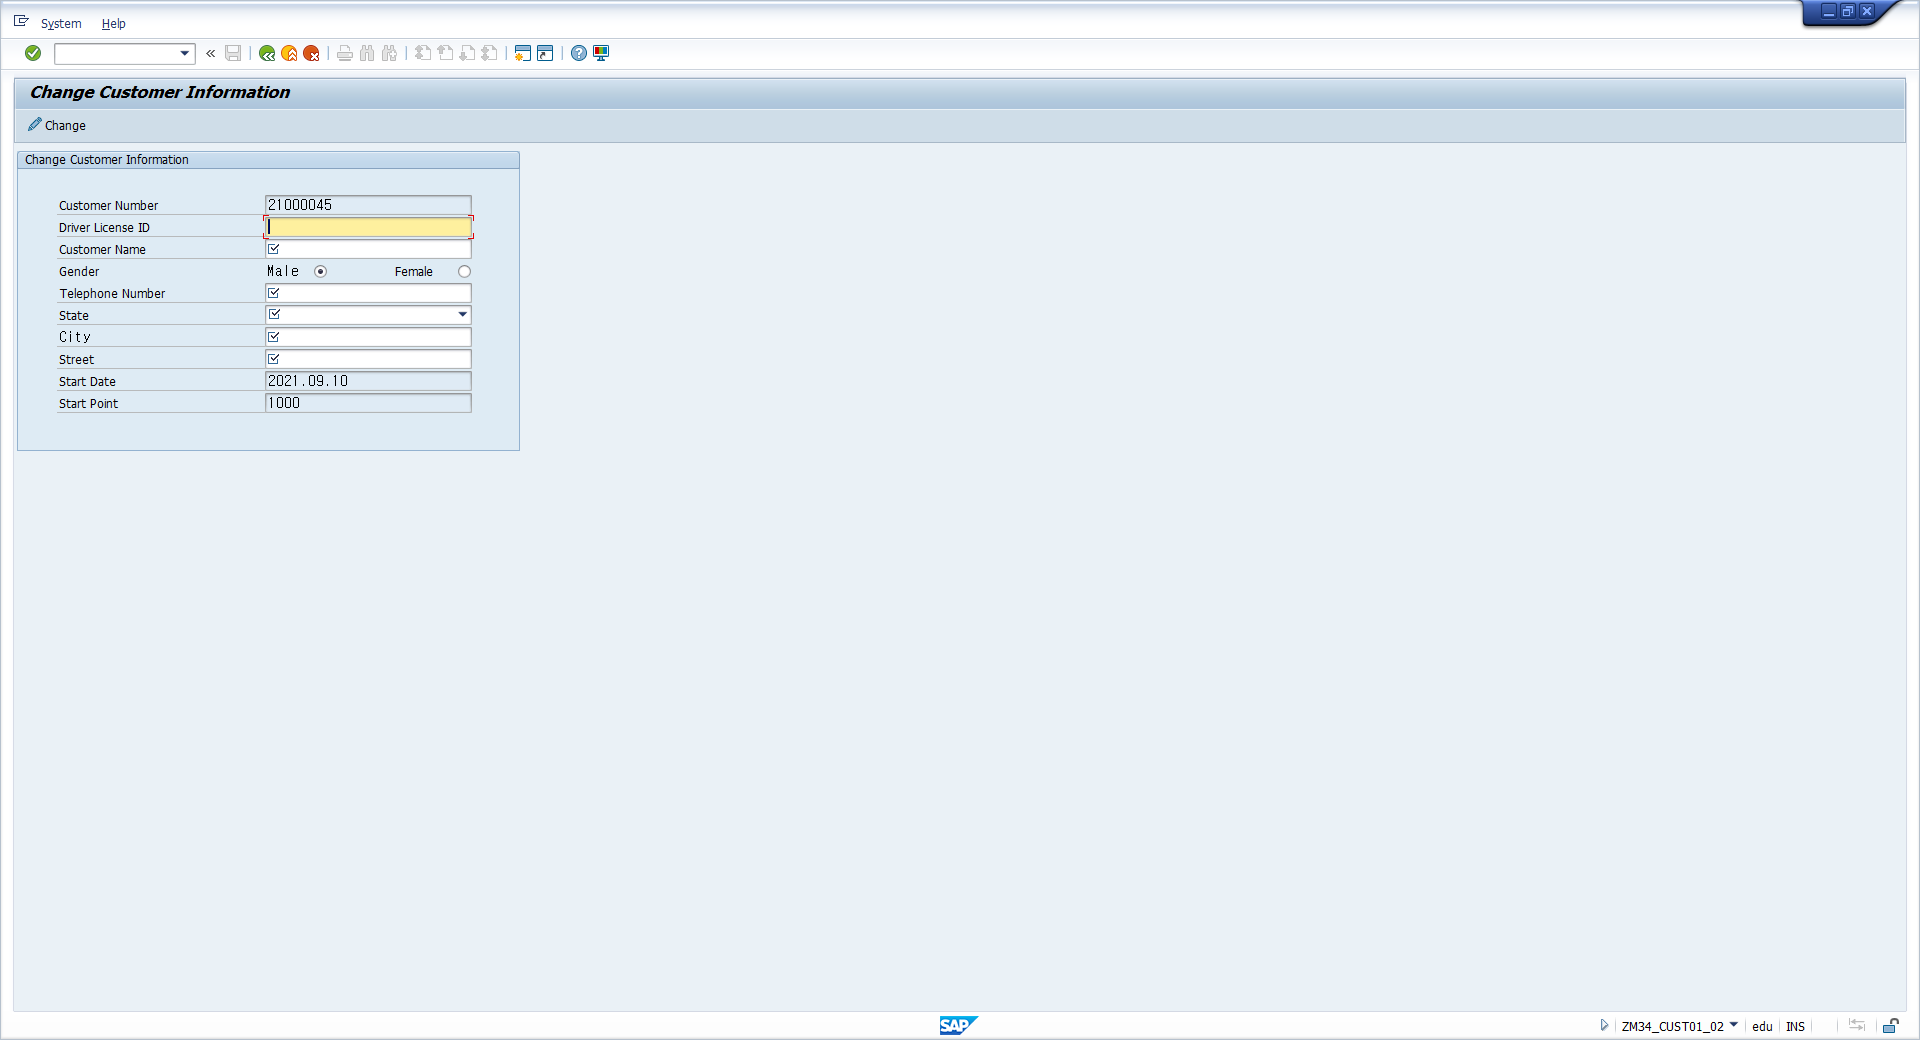 System Help
Change Customer Information
Change
Change Customer Information
Customer Number 21000045
Driver License ID
Customer Name
Gender Male Female
Telephone Number
State
City
Street
Start Date 2021.09.10
Start Point 1000
SAP ZM34_CUST01_02 edu INS